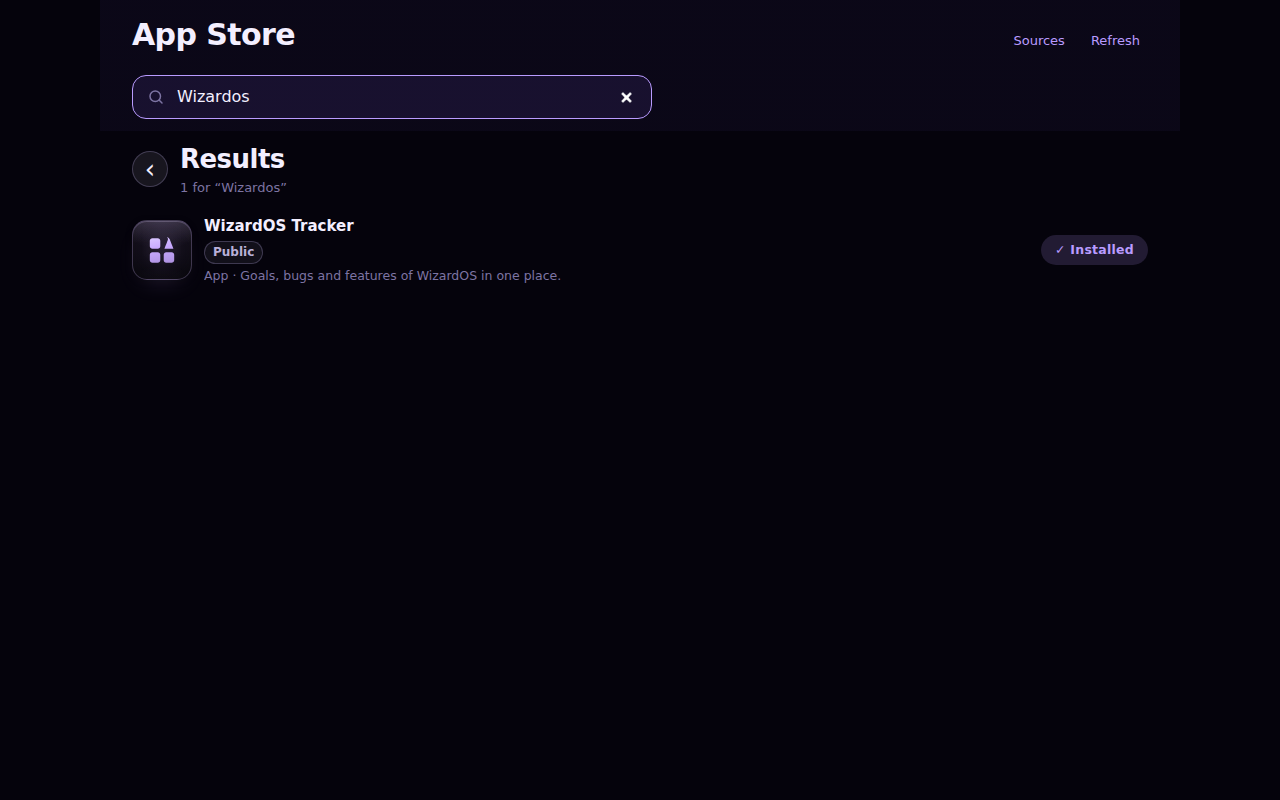 App Store
Sources
Refresh
Wizardos
Results
1 for “Wizardos”
WizardOS Tracker
Public
App · Goals, bugs and features of WizardOS in one place.
✓ Installed